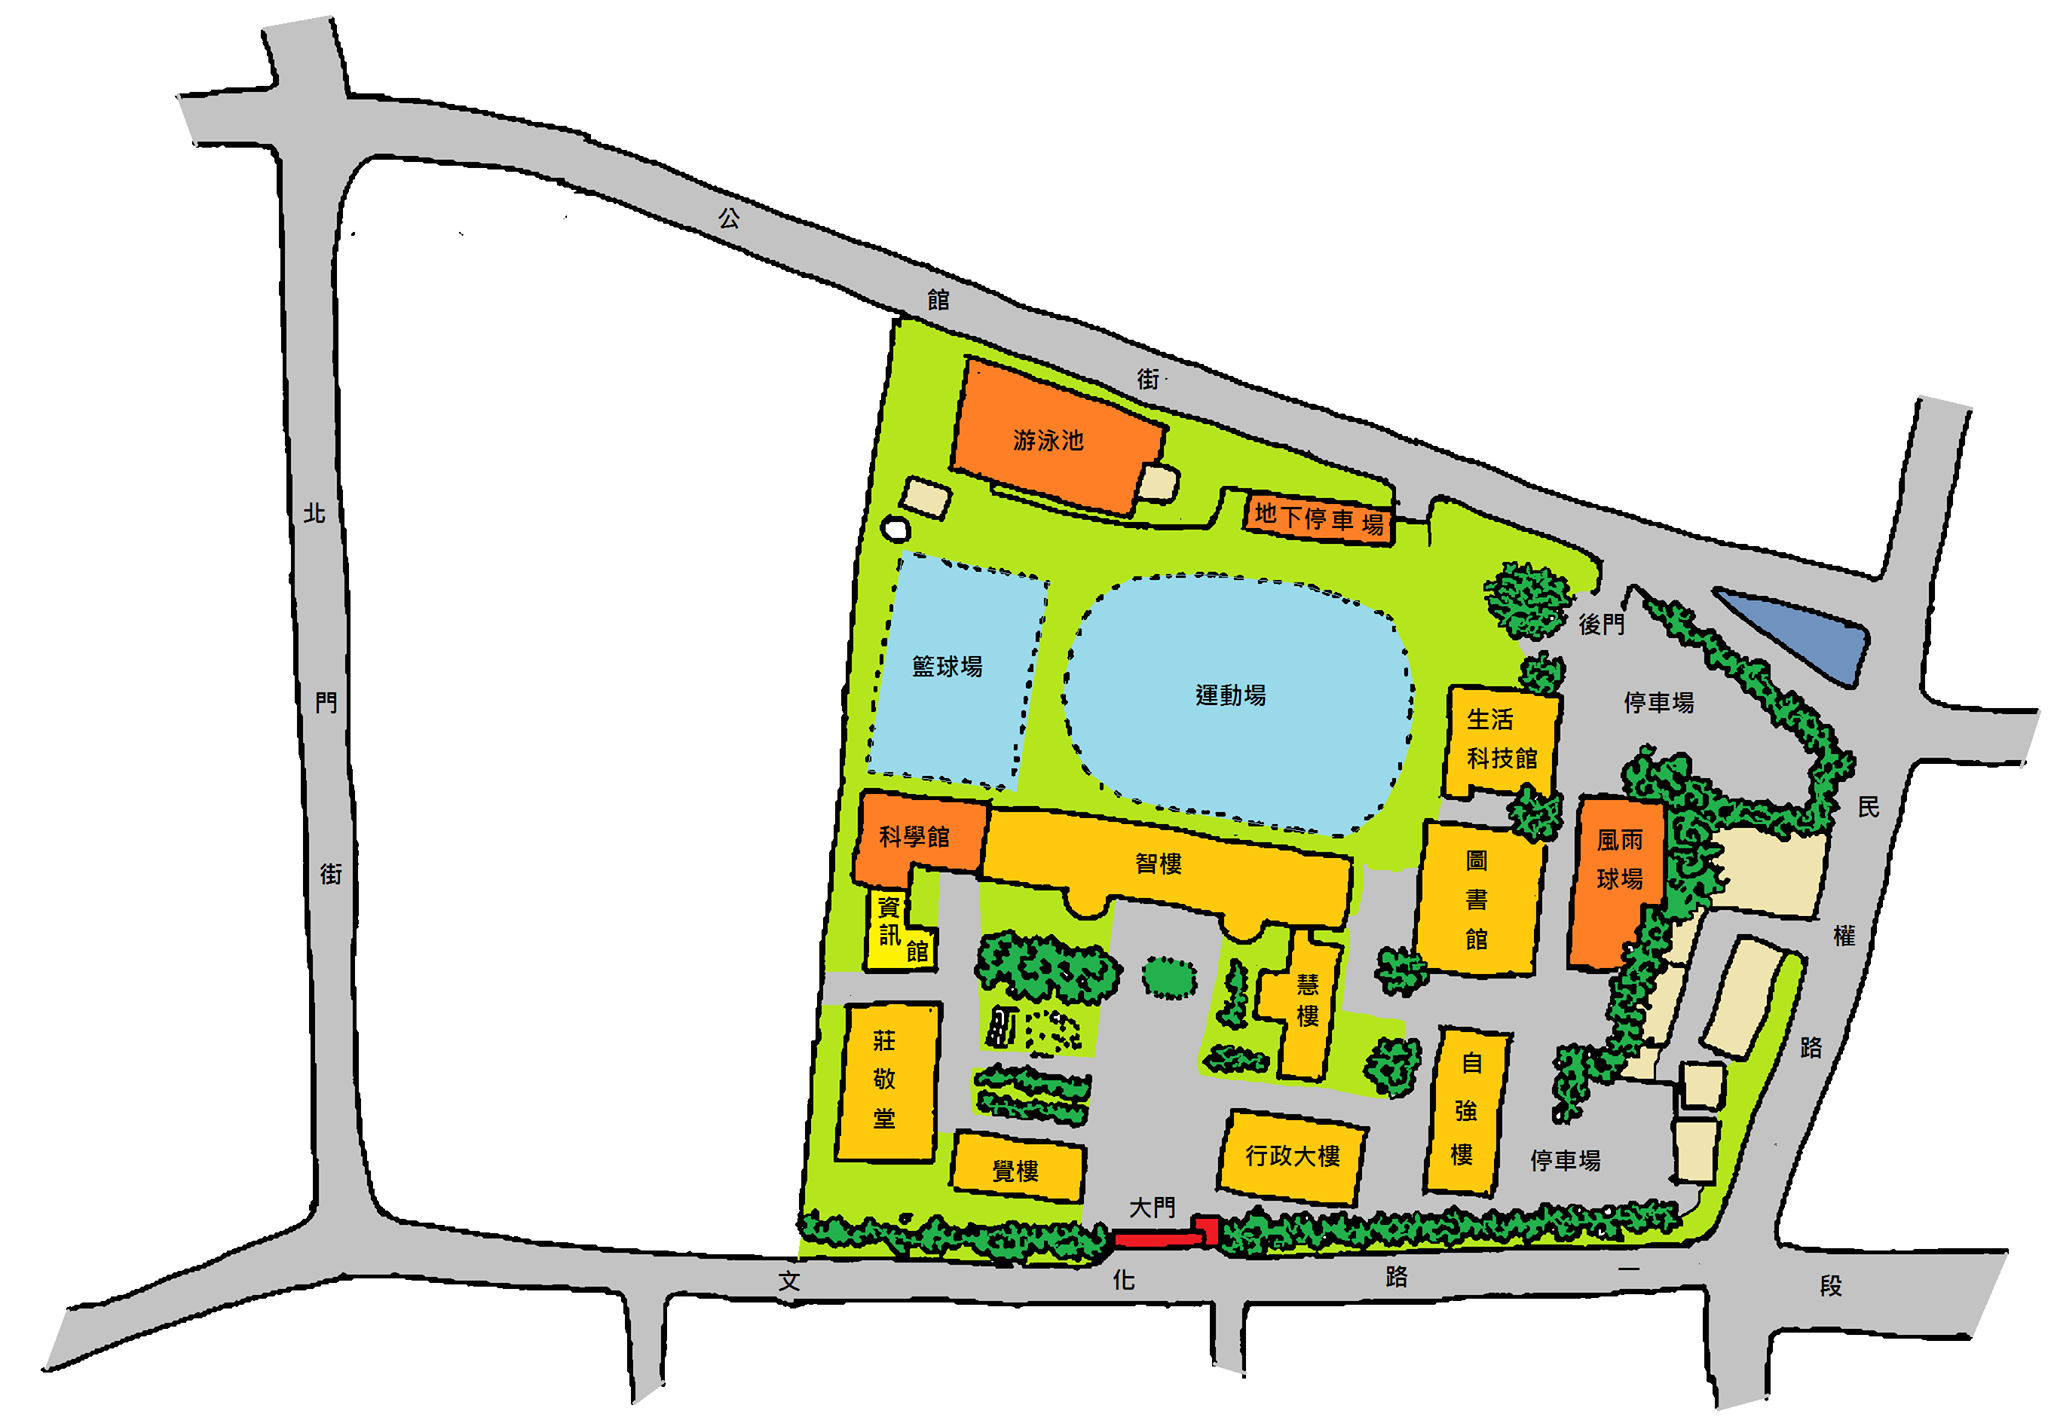 公館街
北門街
游泳池
地下停車場
籃球場
運動場
後門
停車場
生活
科技館
科學館
智樓
圖書館
風雨
球場
民權路
資訊館
慧樓
莊敬堂
自強樓
覺樓
行政大樓
停車場
大門
文化路一段